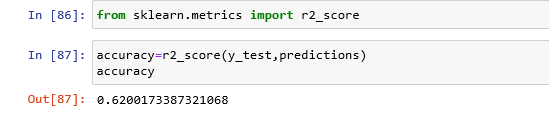 In [86]: from sklearn.metrics import r2_score
In [87]: accuracy=r2_score(y_test,predictions)
accuracy
Out[87]: 0.6200173387321068